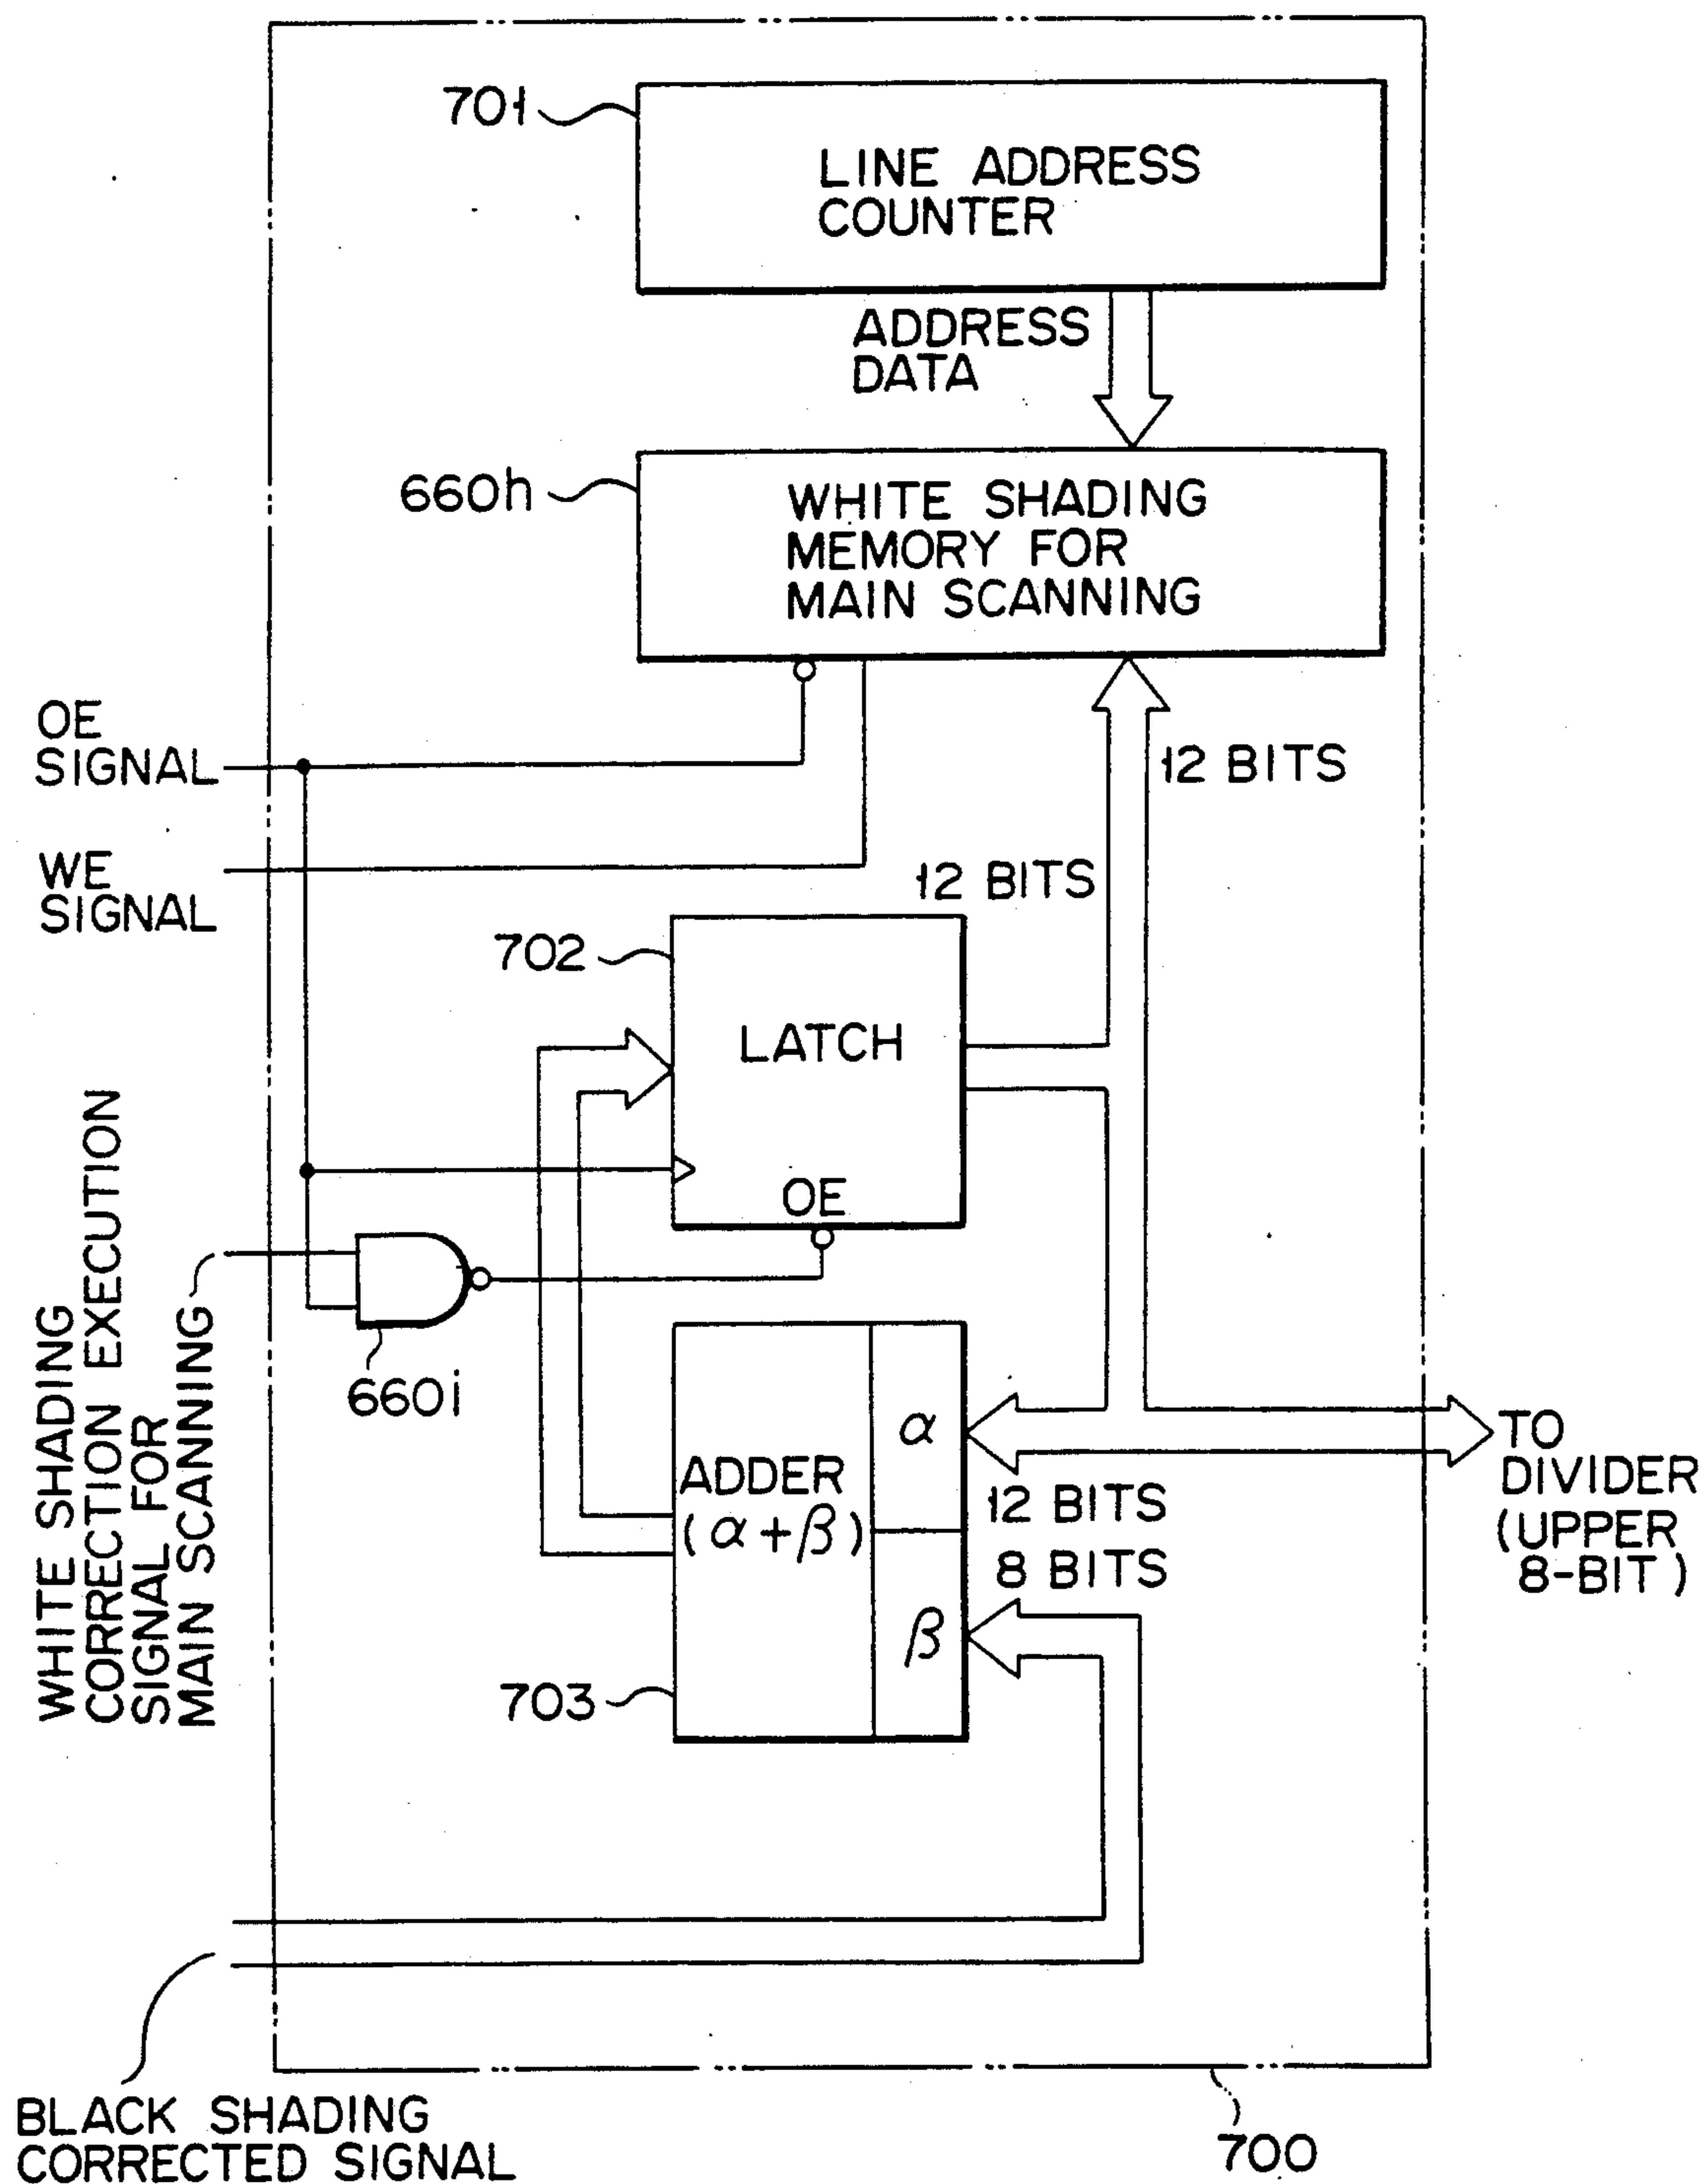 701
LINE ADDRESS
COUNTER
ADDRESS
DATA
660h
WHITE SHADING
MEMORY FOR
MAIN SCANNING
OE
SIGNAL
12 BITS
WE
SIGNAL
12 BITS
702
LATCH
OE
WHITE SHADING
CORRECTION EXECUTION
SIGNAL FOR
MAIN SCANNING
660i
ADDER
(α+β)
α
12 BITS
8 BITS
β
TO
DIVIDER
(UPPER
8-BIT)
703
BLACK SHADING
CORRECTED SIGNAL
700